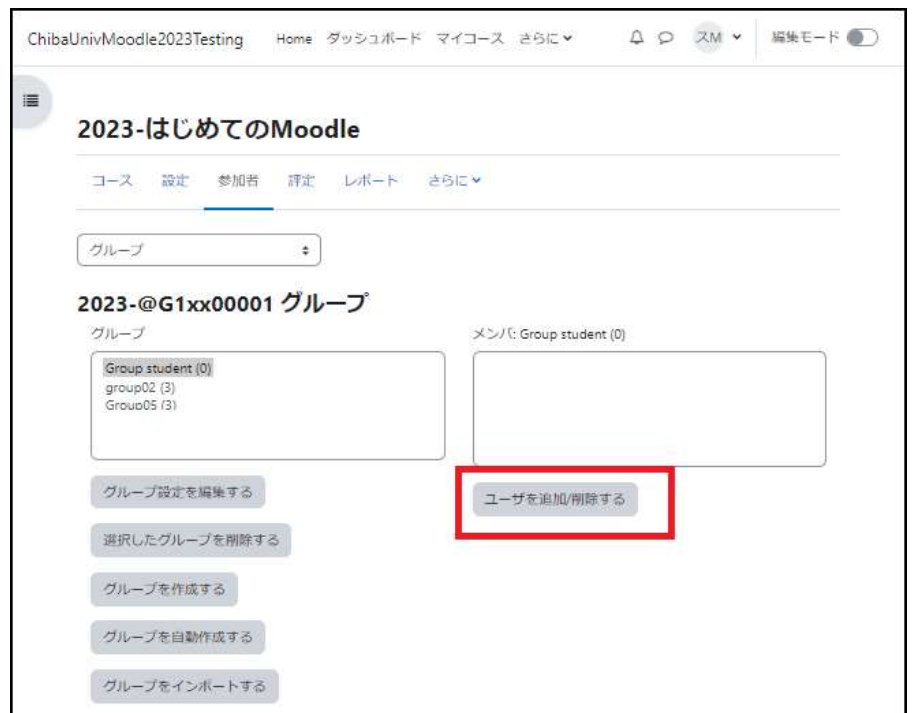 ChibaUnivMoodle2023Testing Home ダッシュボード マイコース さらに スM 編集モード
2023-はじめてのMoodle
コース 設定 参加者 評定 レポート さらに
グループ
2023-@G1xx00001 グループ
グループ メンバ: Group student (0)
Group student (0)
group02 (3)
Group05 (3)
グループ設定を編集する
ユーザを追加/削除する
選択したグループを削除する
グループを作成する
グループを自動作成する
グループをインポートする